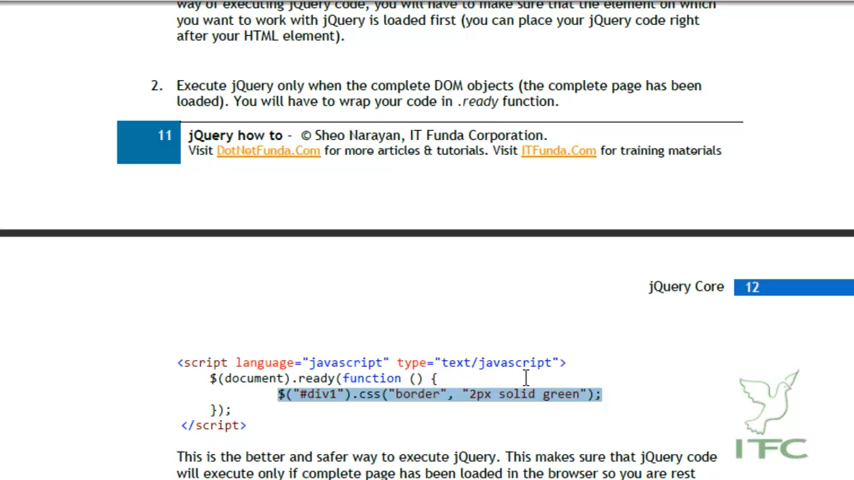 way of executing jQuery code, you will have to make sure that the element on which
you want to work with jQuery is loaded first (you can place your jQuery code right
after your HTML element).
2. Execute jQuery only when the complete DOM objects (the complete page has been
loaded). You will have to wrap your code in .ready function.
11 jQuery how to - © Sheo Narayan, IT Funda Corporation.
Visit DotNetFunda.Com for more articles & tutorials. Visit ITFunda.Com for training materials
jQuery Core 12
<script language="javascript" type="text/javascript">
$(document).ready(function () {
$("#div1").css("border", "2px solid green");
});
</script>
ITFC
This is the better and safer way to execute jQuery. This makes sure that jQuery code
will execute only if complete page has been loaded in the browser so you are rest